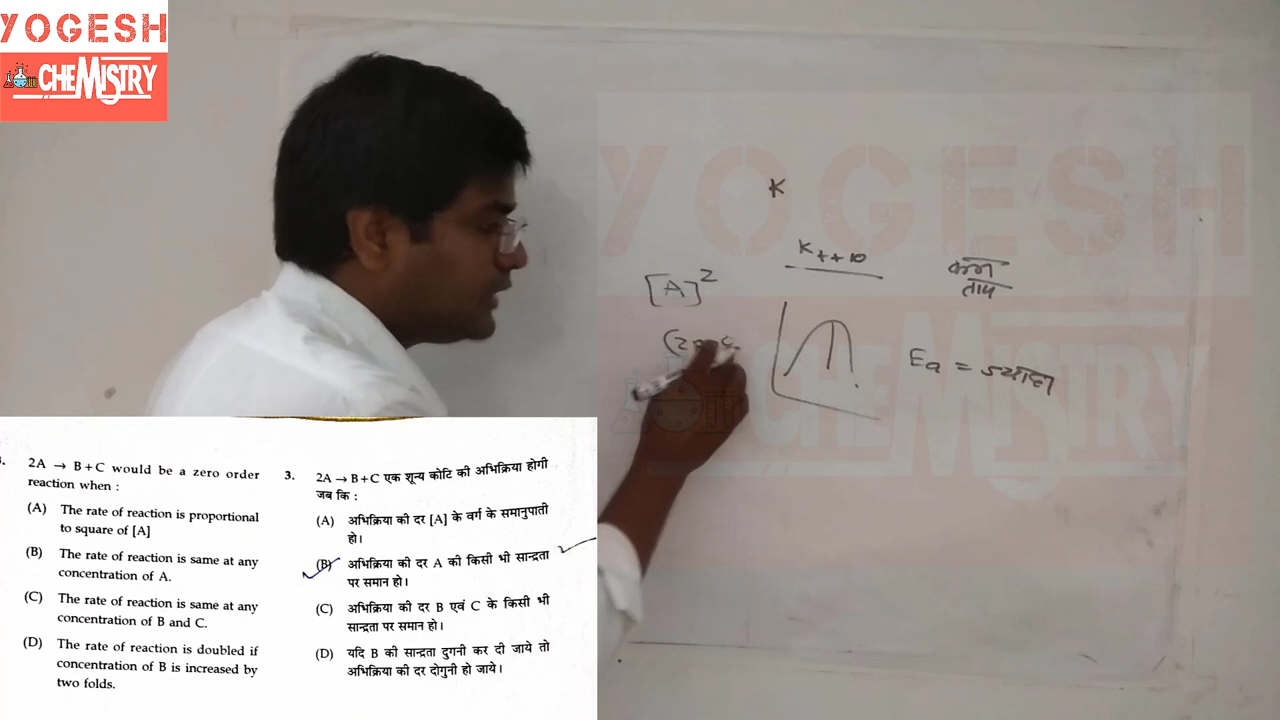 YOGESH
CHEMISTRY
K
K t + 10
[A]²
कम
ताप
Ea = ज्यादा
2A → B + C would be a zero order
reaction when :
(A) The rate of reaction is proportional
to square of [A]
(B) The rate of reaction is same at any
concentration of A.
(C) The rate of reaction is same at any
concentration of B and C.
(D) The rate of reaction is doubled if
concentration of B is increased by
two folds.
3. 2A → B + C एक शून्य कोटि की अभिक्रिया होगी
जब कि :
(A) अभिक्रिया की दर [A] के वर्ग के समानुपाती
हो।
(B) अभिक्रिया की दर A की किसी भी सान्द्रता
पर समान हो।
(C) अभिक्रिया की दर B एवं C के किसी भी
सान्द्रता पर समान हो।
(D) यदि B की सान्द्रता दुगनी कर दी जाये तो
अभिक्रिया की दर दोगुनी हो जाये।
YOGESH
CHEMISTRY